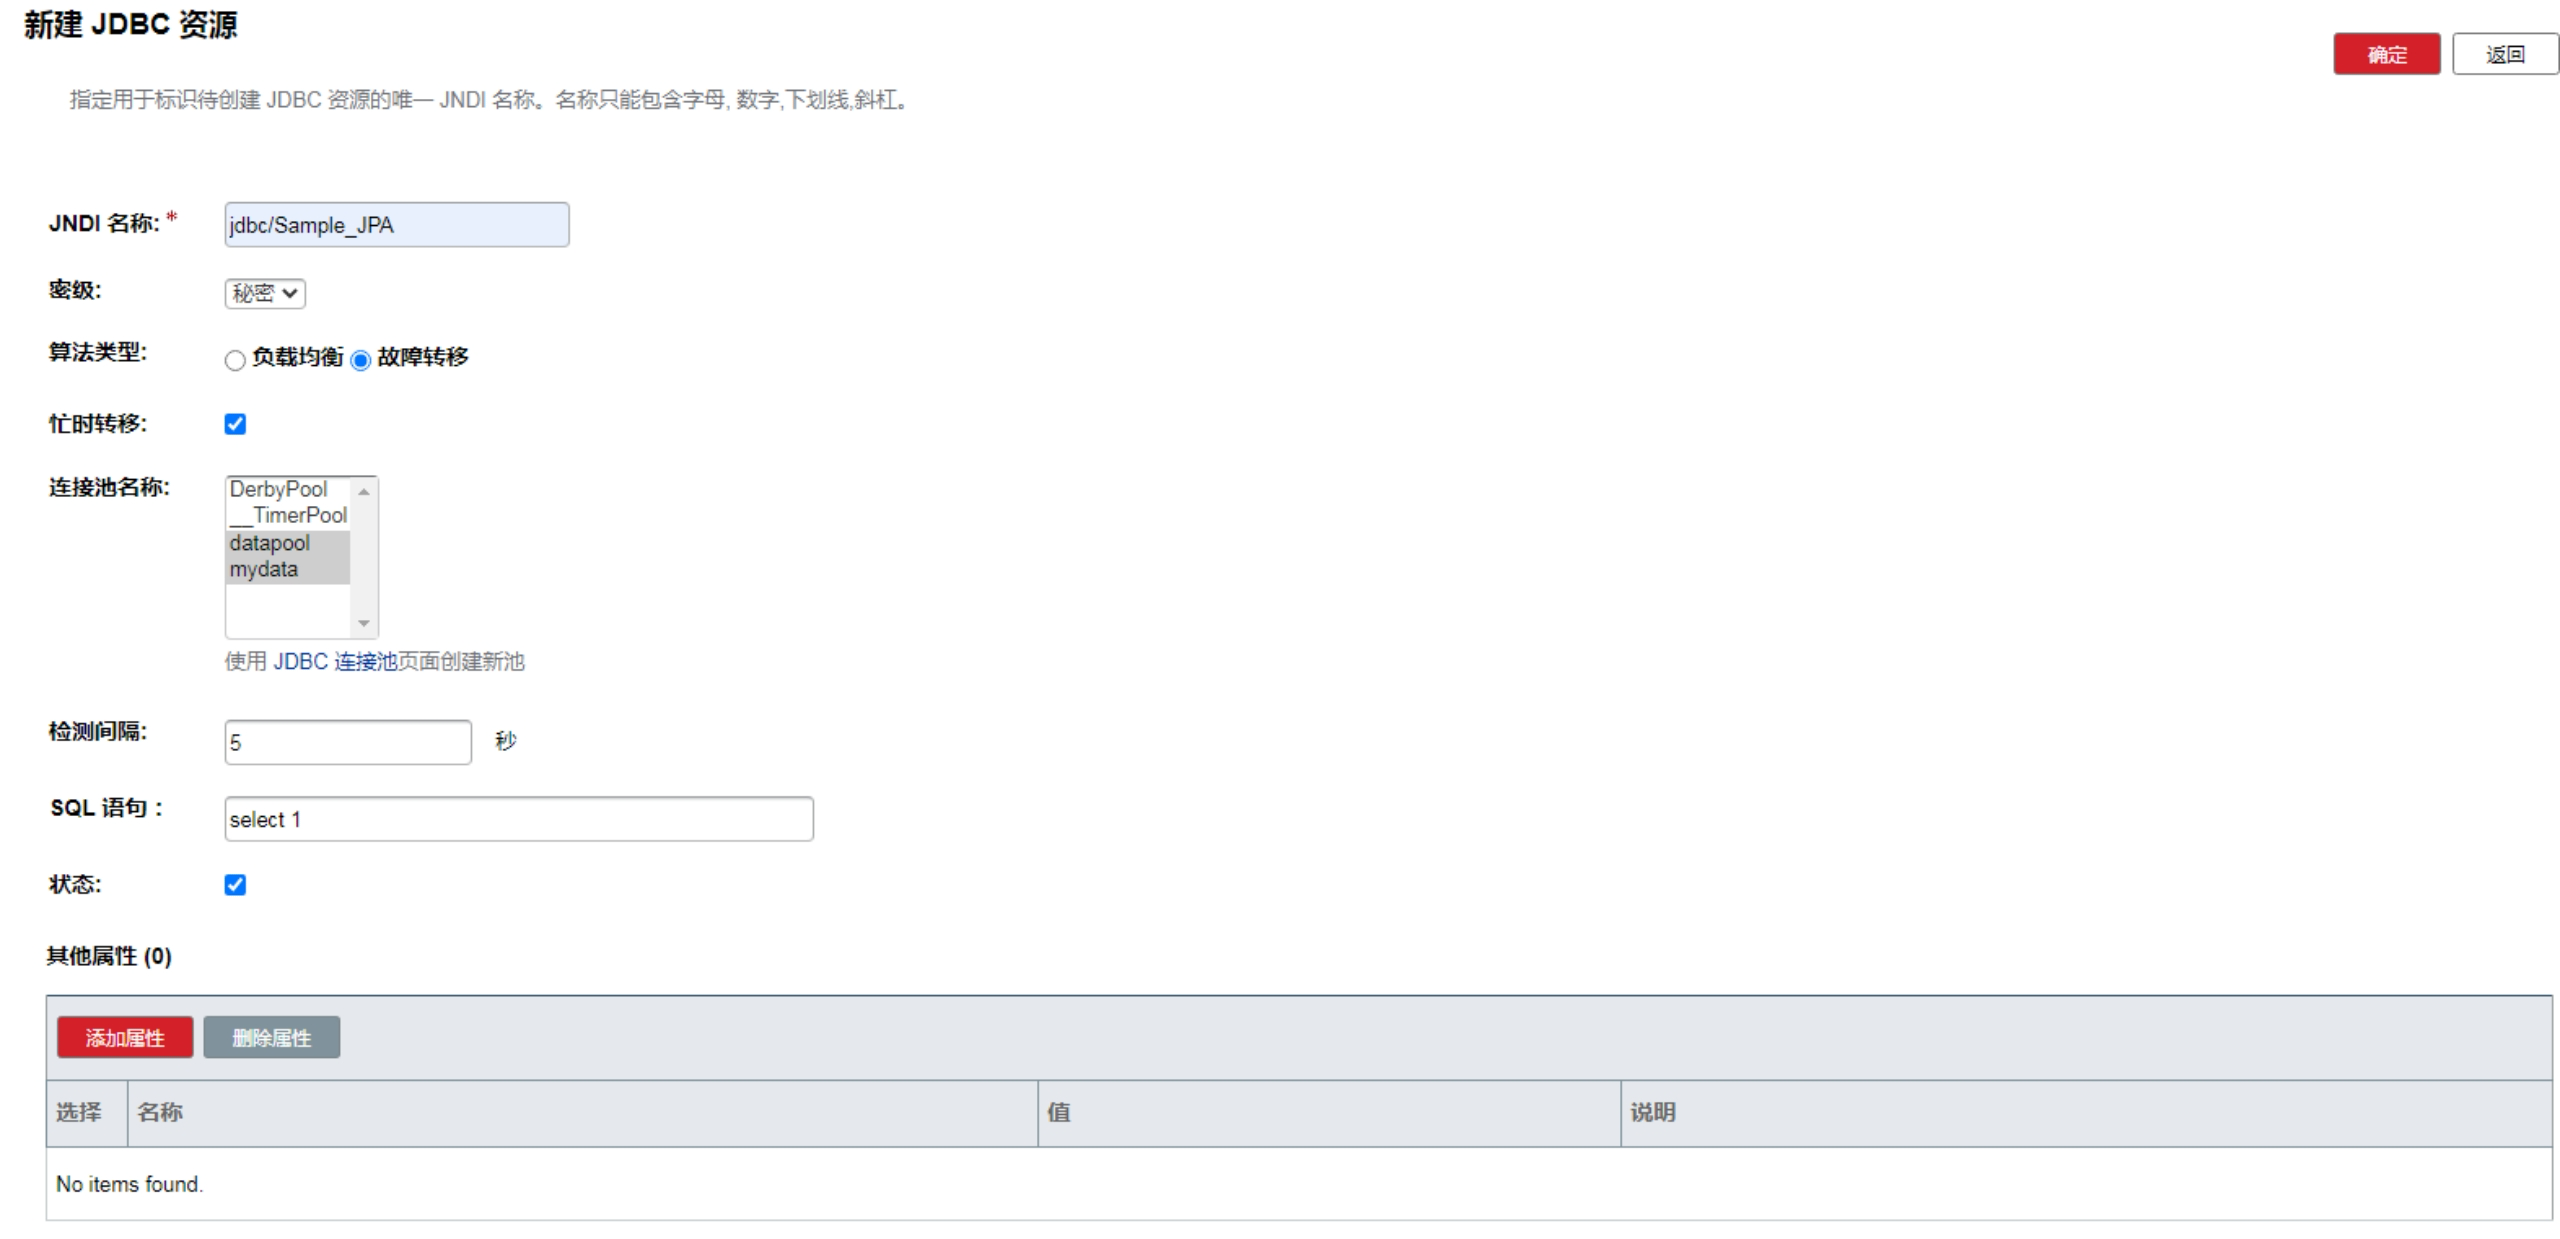 新建 JDBC 资源
确定 返回
指定用于标识待创建 JDBC 资源的唯一 JNDI 名称。名称只能包含字母, 数字,下划线,斜杠。
JNDI 名称: * jdbc/Sample_JPA
密级: 秘密
算法类型: 负载均衡 故障转移
忙时转移:
连接池名称: DerbyPool
__TimerPool
datapool
mydata
使用 JDBC 连接池页面创建新池
检测间隔: 5 秒
SQL 语句 : select 1
状态:
其他属性 (0)
添加属性 删除属性
选择 名称 值 说明
No items found.